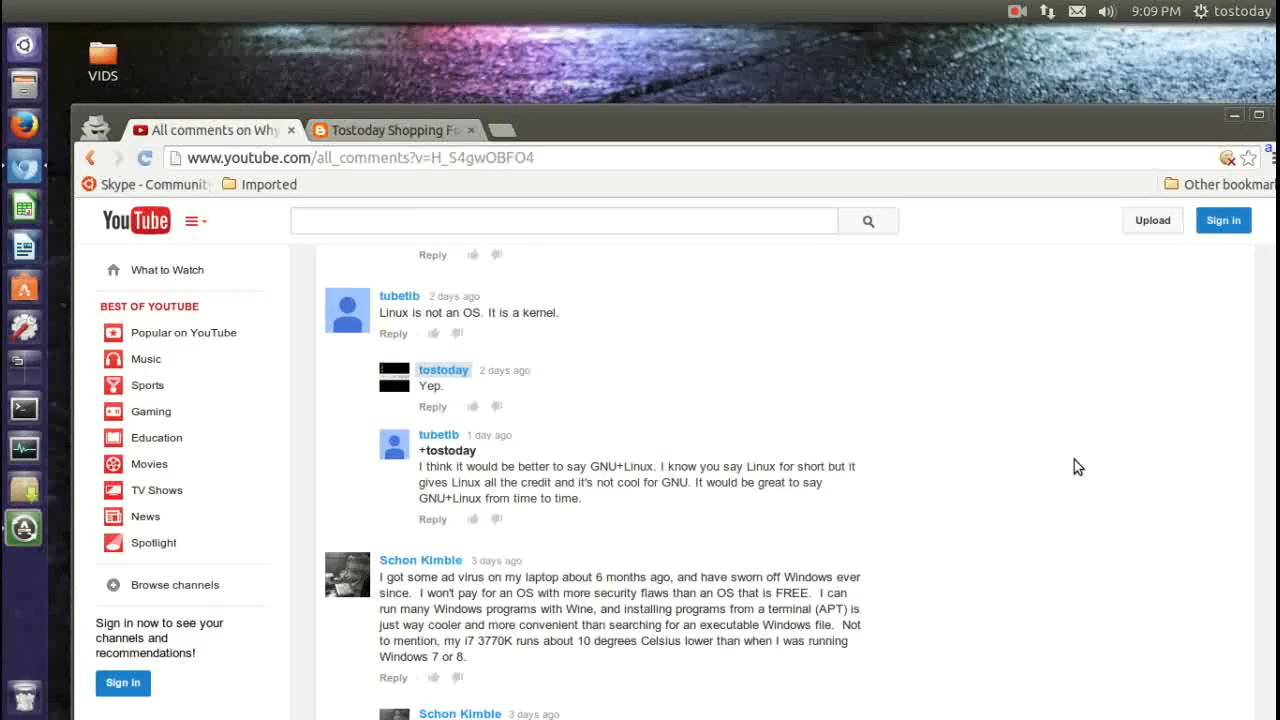 9:09 PM
tostoday
VIDS
All comments on Why
Tostoday Shopping Fo
www.youtube.com/all_comments?v=H_S4gwOBFO4
a
Skype - Communit
Imported
Other bookmar
YouTube
Upload
Sign in
What to Watch
BEST OF YOUTUBE
Popular on YouTube
Music
Sports
Gaming
Education
Movies
TV Shows
News
Spotlight
Browse channels
Sign in now to see your
channels and
recommendations!
Sign In
Reply
tubetib 2 days ago
Linux is not an OS. It is a kernel.
Reply
tostoday 2 days ago
Yep.
Reply
tubetib 1 day ago
+tostoday
I think it would be better to say GNU+Linux. I know you say Linux for short but it
gives Linux all the credit and it's not cool for GNU. It would be great to say
GNU+Linux from time to time.
Reply
Schon Kimble 3 days ago
I got some ad virus on my laptop about 6 months ago, and have sworn off Windows ever
since. I won't pay for an OS with more security flaws than an OS that is FREE. I can
run many Windows programs with Wine, and installing programs from a terminal (APT) is
just way cooler and more convenient than searching for an executable Windows file. Not
to mention, my i7 3770K runs about 10 degrees Celsius lower than when I was running
Windows 7 or 8.
Reply
Schon Kimble 3 days ago